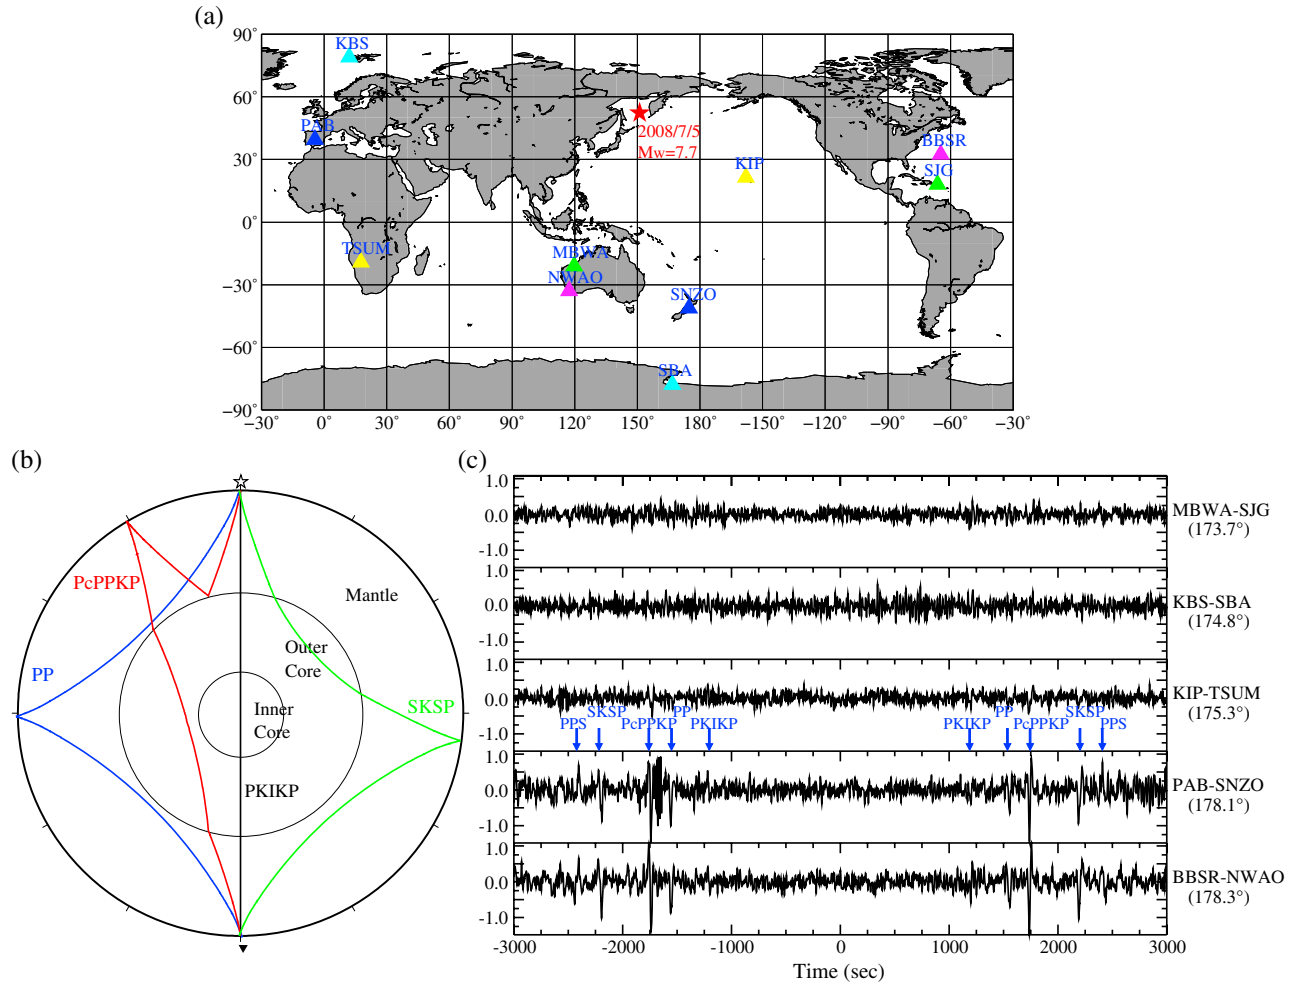 (a)
90°
60°
30°
0°
−30°
−60°
−90°
−30°
0°
30°
60°
90°
120°
150°
180°
−150°
−120°
−90°
−60°
−30°
KBS
PAB
2008/7/5
Mw=7.7
BBSR
KIP
SJG
TSUM
MBWA
NWAO
SNZO
SBA
(b)
PcPPKP
Mantle
Outer
Core
PP
SKSP
Inner
Core
PKIKP
(c)
1.0
0.0
-1.0
MBWA-SJG
(173.7°)
1.0
0.0
-1.0
KBS-SBA
(174.8°)
1.0
0.0
-1.0
KIP-TSUM
(175.3°)
PPS
SKSP
PcPPKP
PP
PKIKP
PKIKP
PP
PcPPKP
SKSP
PPS
1.0
0.0
-1.0
PAB-SNZO
(178.1°)
1.0
0.0
-1.0
BBSR-NWAO
(178.3°)
-3000
-2000
-1000
0
1000
2000
3000
Time (sec)